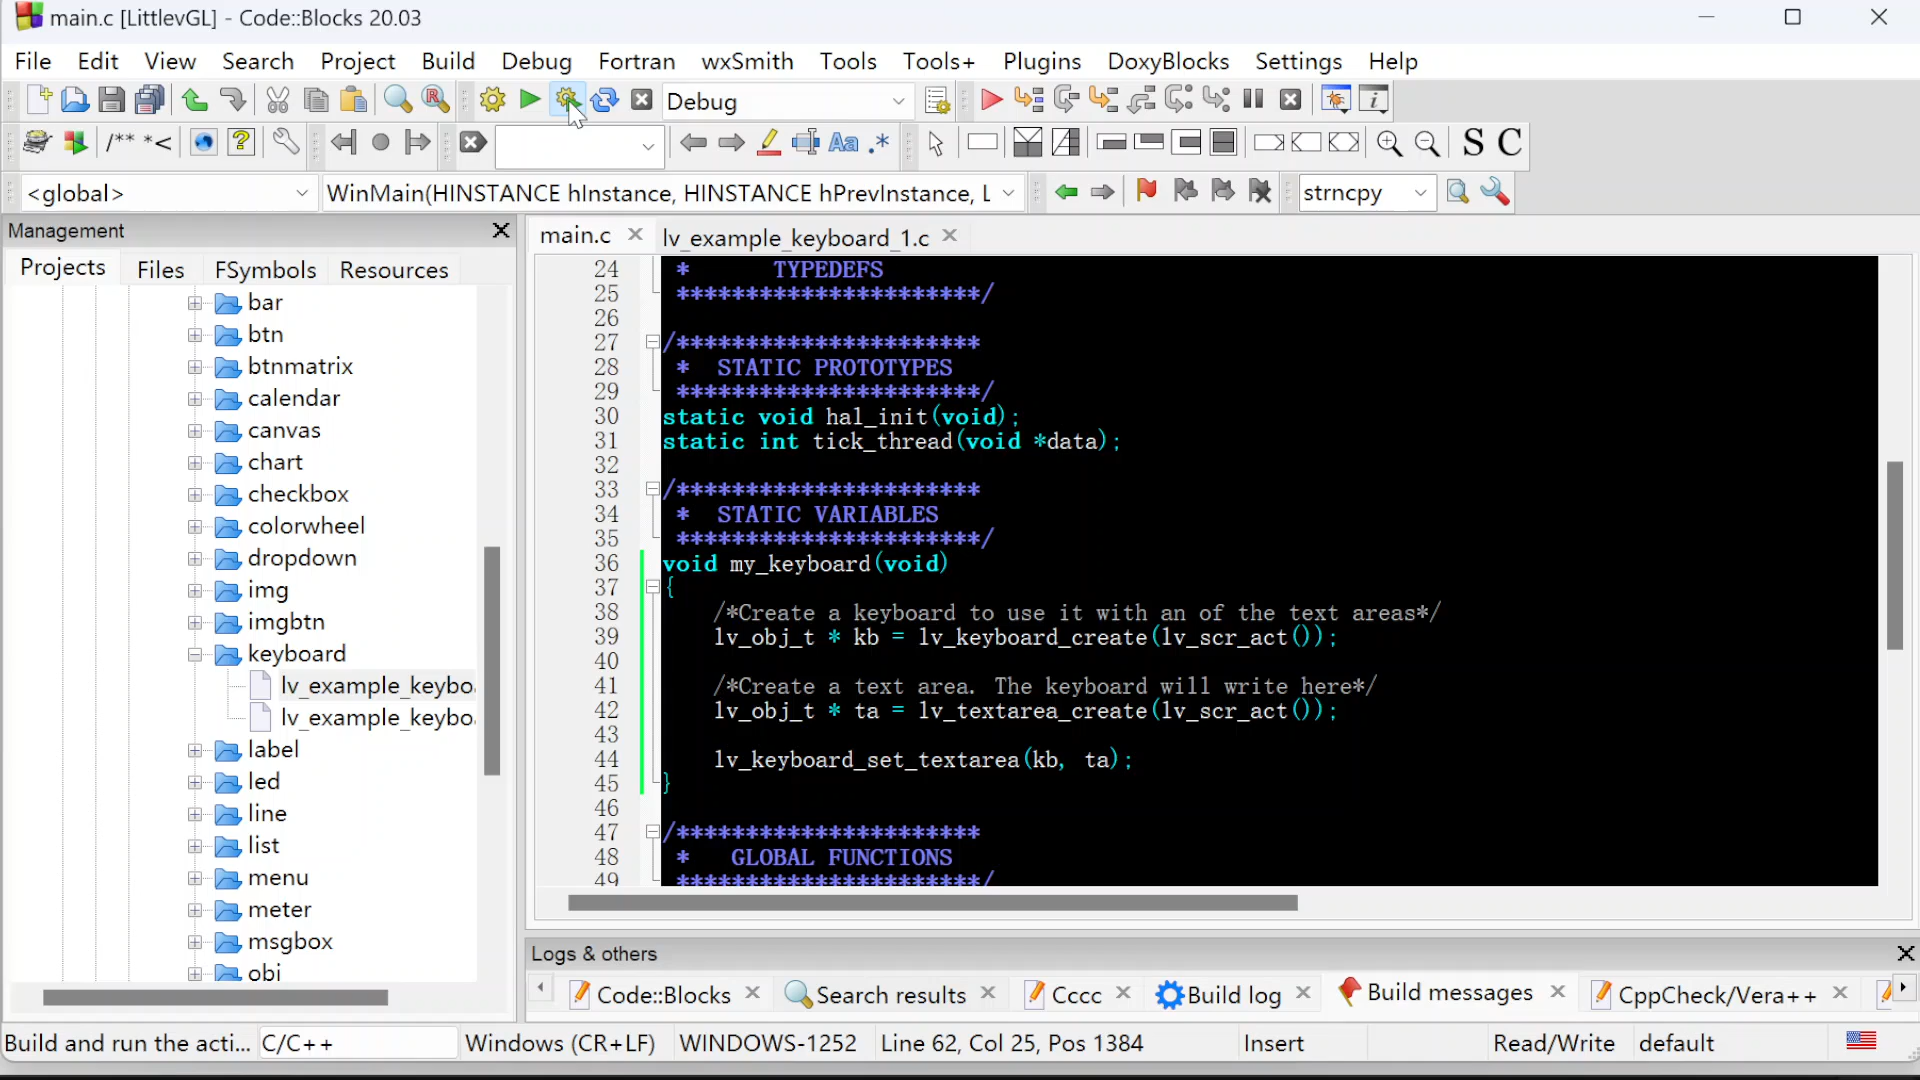 main.c [LittlevGL] - Code::Blocks 20.03
File Edit View Search Project Build Debug Fortran wxSmith Tools Tools+ Plugins DoxyBlocks Settings Help
Debug
/** *< Aa .* S C
<global> WinMain(HINSTANCE hInstance, HINSTANCE hPrevInstance, L strncpy
Management
Projects Files FSymbols Resources
bar
btn
btnmatrix
calendar
canvas
chart
checkbox
colorwheel
dropdown
img
imgbtn
keyboard
lv_example_keybo
lv_example_keybo
label
led
line
list
menu
meter
msgbox
obj
main.c lv_example_keyboard_1.c
24 * TYPEDEFS
25 **********************/
26
27 /**********************
28 * STATIC PROTOTYPES
29 **********************/
30 static void hal_init(void);
31 static int tick_thread(void *data);
32
33 /**********************
34 * STATIC VARIABLES
35 **********************/
36 void my_keyboard(void)
37 {
38 /*Create a keyboard to use it with an of the text areas*/
39 lv_obj_t * kb = lv_keyboard_create(lv_scr_act());
40
41 /*Create a text area. The keyboard will write here*/
42 lv_obj_t * ta = lv_textarea_create(lv_scr_act());
43
44 lv_keyboard_set_textarea(kb, ta);
45 }
46
47 /**********************
48 * GLOBAL FUNCTIONS
49 **********************/
Logs & others
Code::Blocks Search results Cccc Build log Build messages CppCheck/Vera++
Build and run the acti... C/C++ Windows (CR+LF) WINDOWS-1252 Line 62, Col 25, Pos 1384 Insert Read/Write default